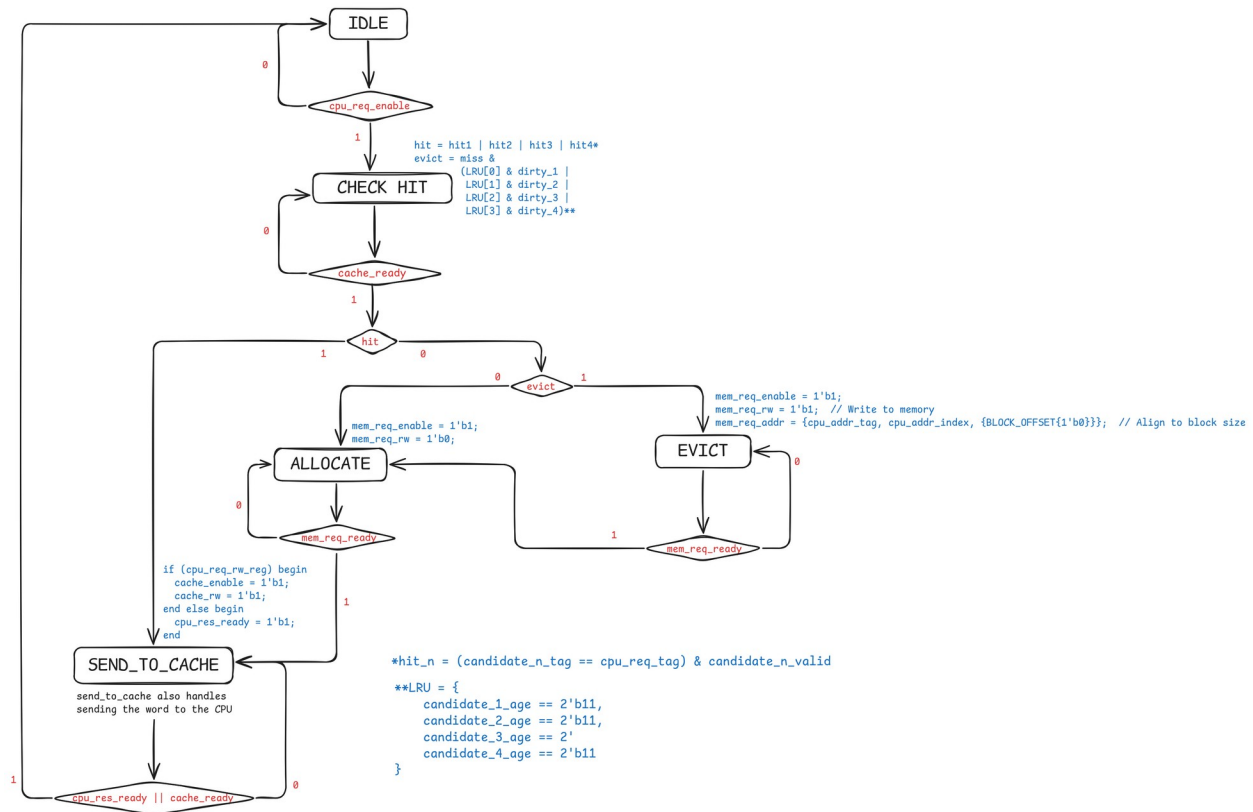 IDLE
0
cpu_req_enable
1
hit = hit1 | hit2 | hit3 | hit4*
evict = miss &
(LRU[0] & dirty_1 |
LRU[1] & dirty_2 |
LRU[2] & dirty_3 |
LRU[3] & dirty_4)**
CHECK HIT
0
cache_ready
1
hit
1
0
0
evict
1
mem_req_enable = 1'b1;
mem_req_rw = 1'b1;  // Write to memory
mem_req_addr = {cpu_addr_tag, cpu_addr_index, {BLOCK_OFFSET{1'b0}}};  // Align to block size
mem_req_enable = 1'b1;
mem_req_rw = 1'b0;
ALLOCATE
EVICT
0
0
mem_req_ready
1
mem_req_ready
if (cpu_req_rw_reg) begin
cache_enable = 1'b1;
cache_rw = 1'b1;
end else begin
cpu_res_ready = 1'b1;
end
1
SEND_TO_CACHE
send_to_cache also handles
sending the word to the CPU
*hit_n = (candidate_n_tag == cpu_req_tag) & candidate_n_valid
**LRU = {
candidate_1_age == 2'b11,
candidate_2_age == 2'b11,
candidate_3_age == 2'
candidate_4_age == 2'b11
}
1
cpu_res_ready || cache_ready
0